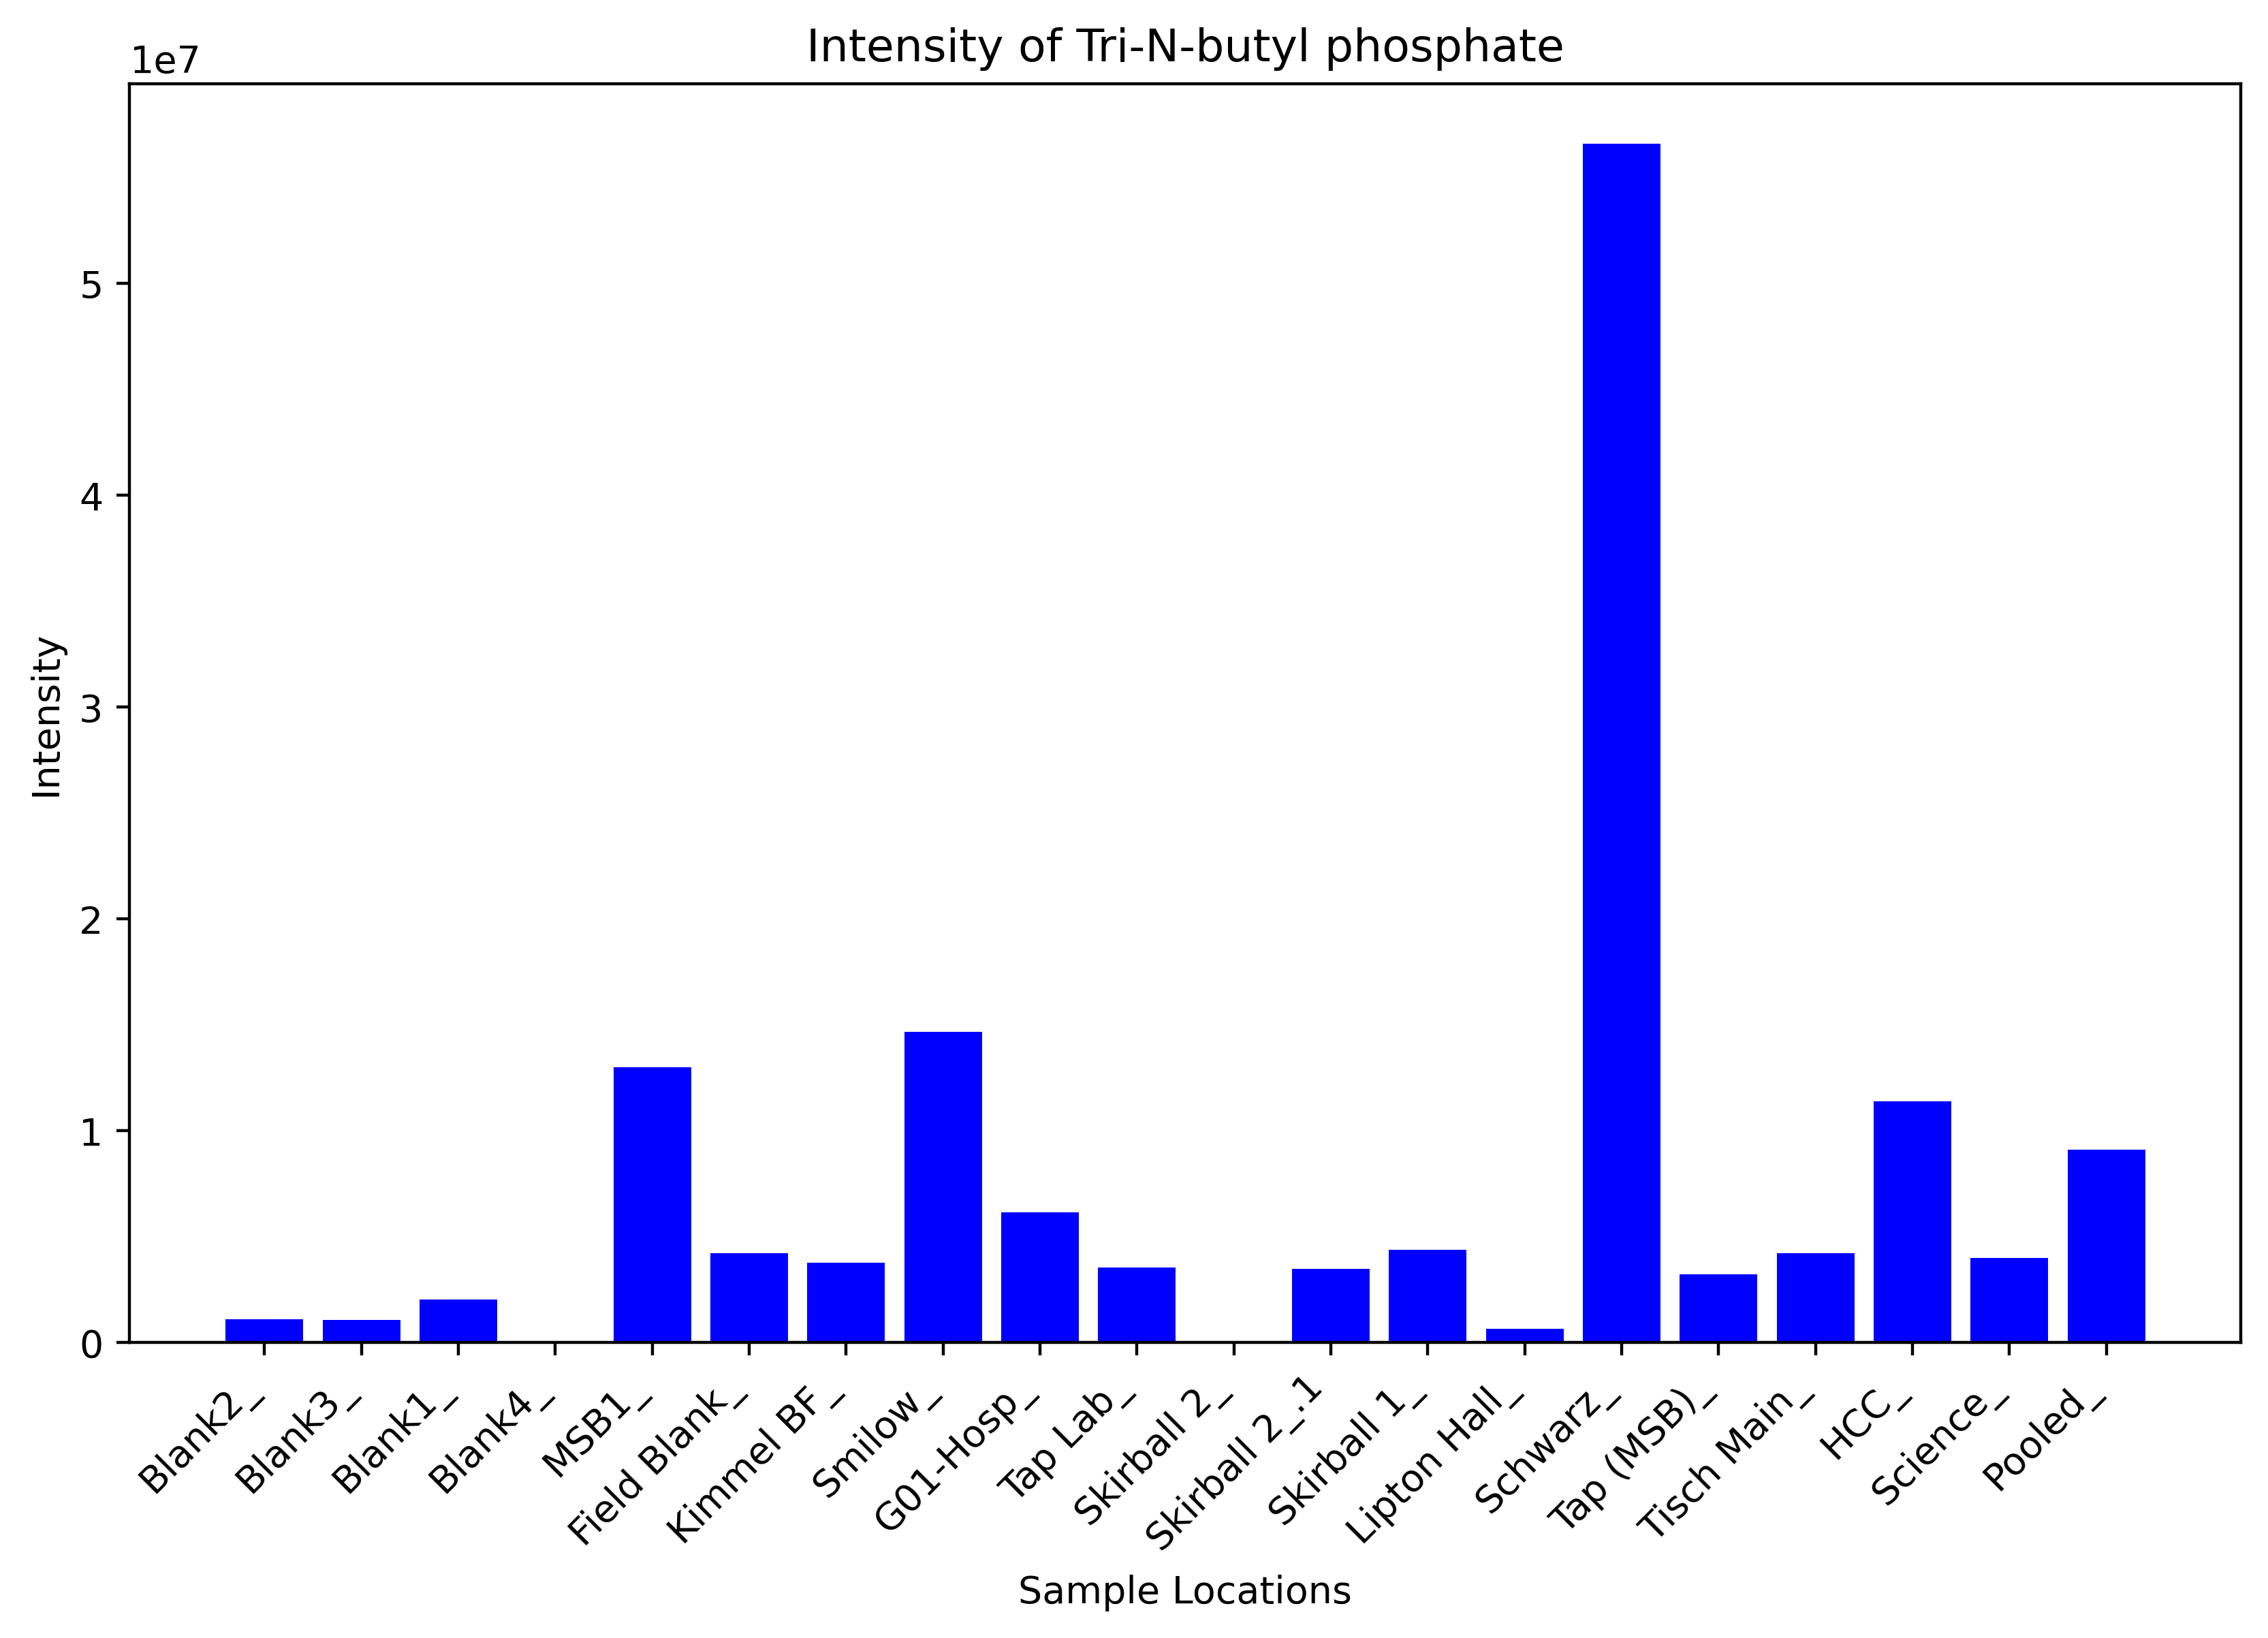 Intensity of Tri-N-butyl phosphate
1e7
5
4
3
2
1
0
Intensity
Blank2_
Blank3_
Blank1_
Blank4_
MSB1_
Field Blank_
Kimmel BF_
Smilow_
G01-Hosp_
Tap Lab_
Skirball 2_
Skirball 2_.1
Skirball 1_
Lipton Hall_
Schwarz_
Tap (MSB)_
Tisch Main_
HCC_
Science_
Pooled_
Sample Locations